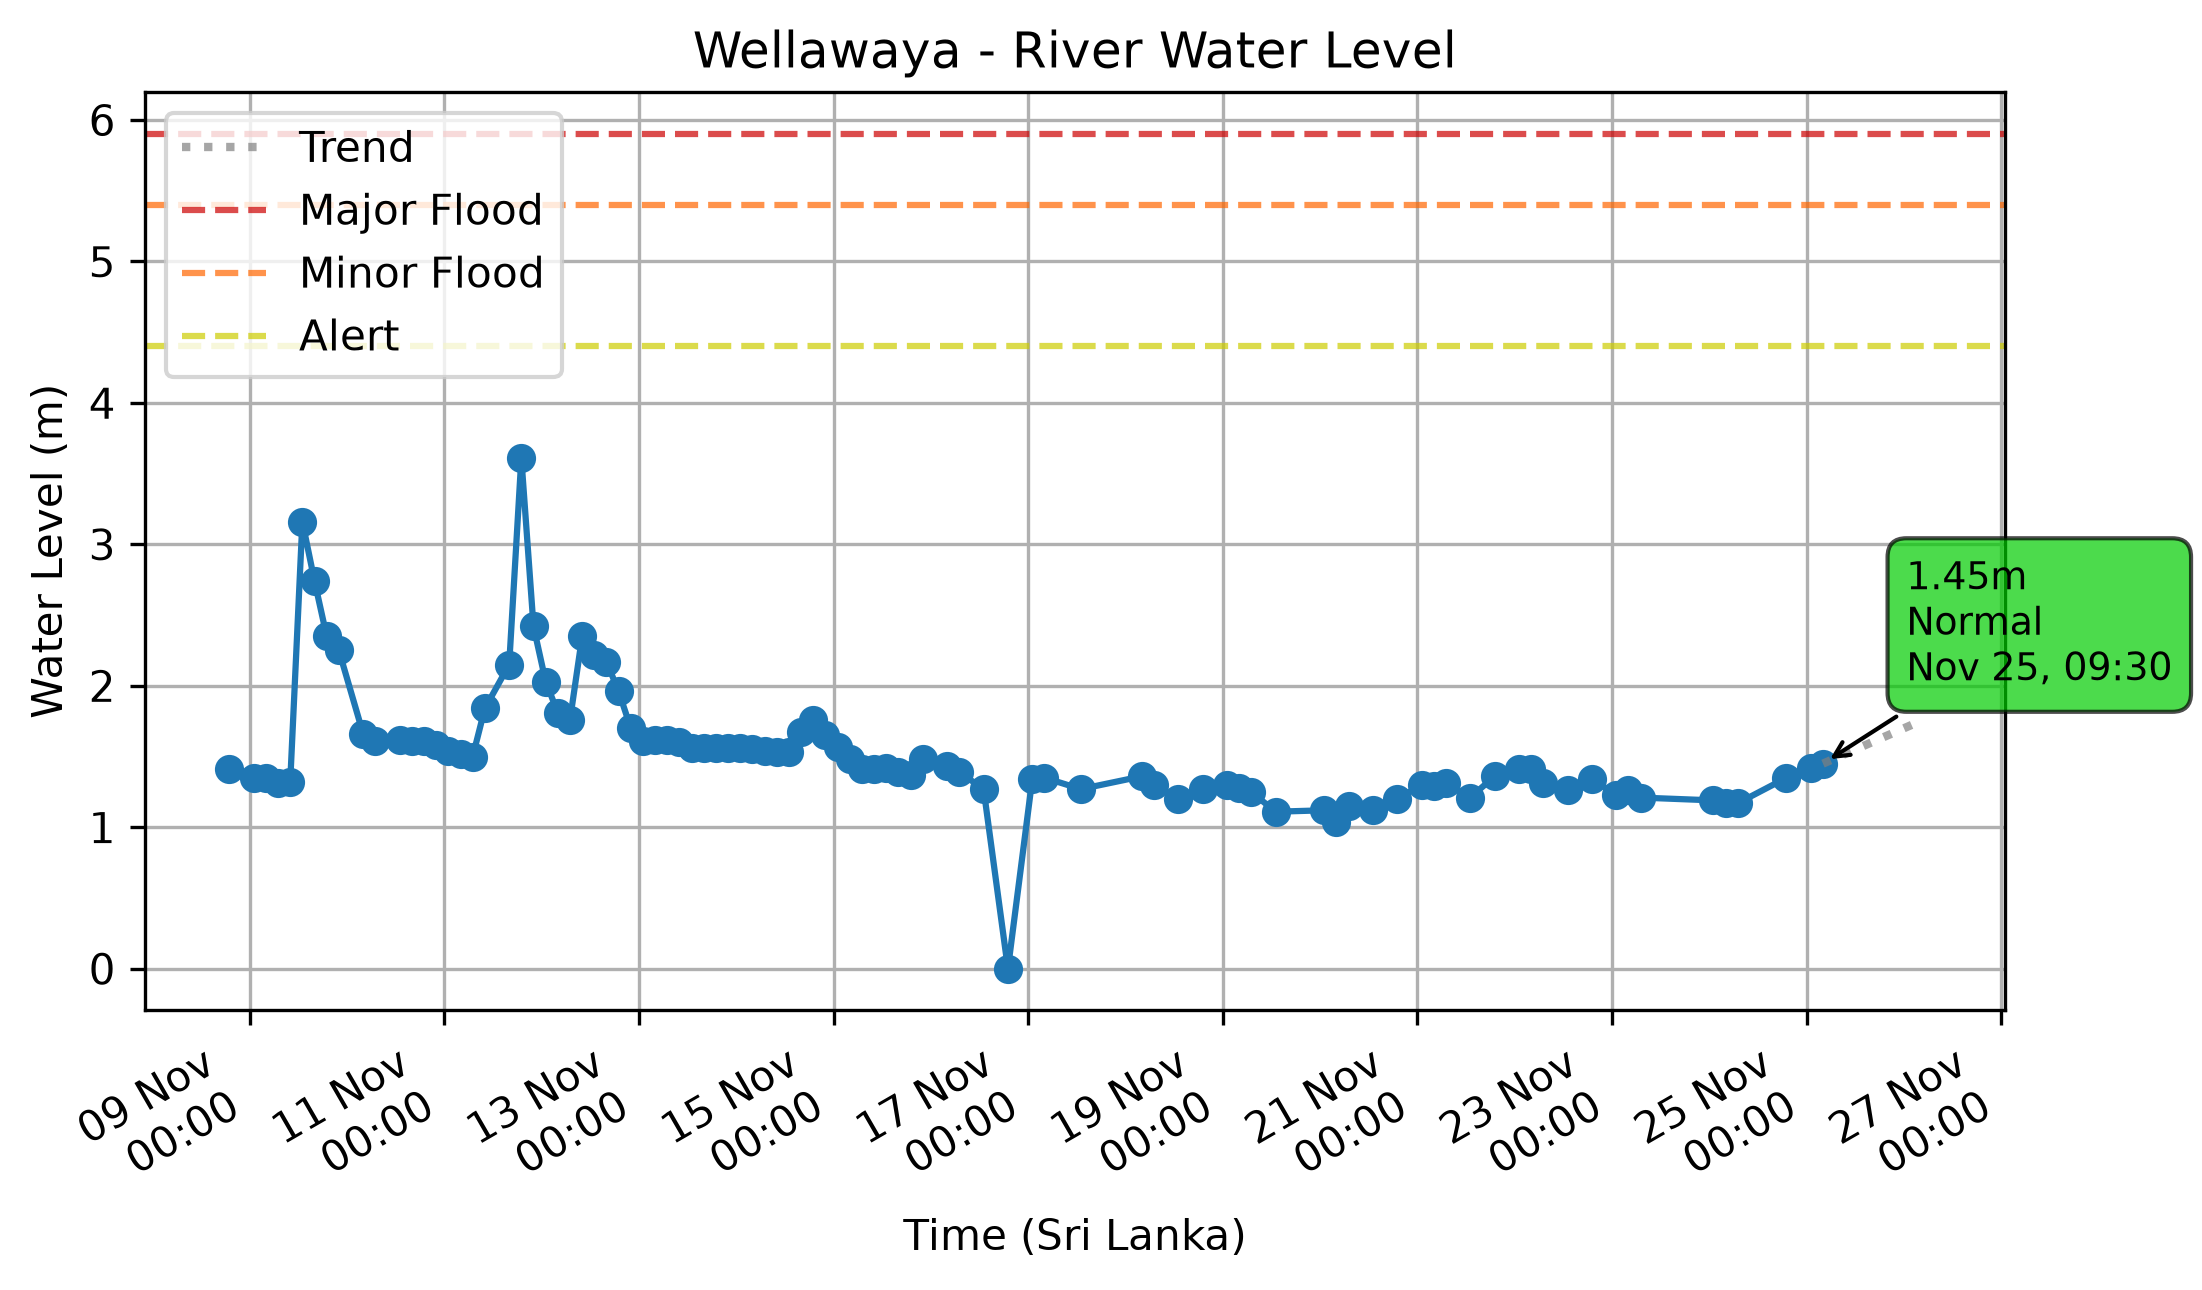 Wellawaya - River Water Level
6
5
4
3
2
1
0
Water Level (m)
Trend
Major Flood
Minor Flood
Alert
1.45m
Normal
Nov 25, 09:30
09 Nov
00:00
11 Nov
00:00
13 Nov
00:00
15 Nov
00:00
17 Nov
00:00
19 Nov
00:00
21 Nov
00:00
23 Nov
00:00
25 Nov
00:00
27 Nov
00:00
Time (Sri Lanka)